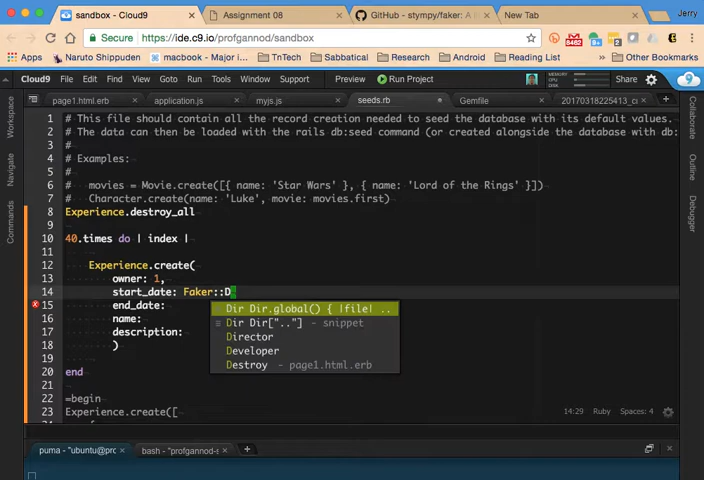 sandbox - Cloud9
Assignment 08
GitHub - stympy/faker: A l
New Tab
Jerry
Secure
https://ide.c9.io/profgannod/sandbox
8462
9+
2
Apps
Naruto Shippuden
macbook - Major i...
TnTech
Sabbatical
Research
Android
Reading List
»
Other Bookmarks
Cloud9 File Edit Find View Goto Run Tools Window Support Preview Run Project
MEMORY
CPU
DISK
Share
page1.html.erb
application.js
myjs.js
seeds.rb
Gemfile
20170318225413_c
Workspace
Navigate
Commands
Collaborate
Outline
Debugger
1 # This file should contain all the record creation needed to seed the database with its default values.
2 # The data can then be loaded with the rails db:seed command (or created alongside the database with db:
3 #
4 # Examples:
5 #
6 # movies = Movie.create([{ name: 'Star Wars' }, { name: 'Lord of the Rings' }])
7 # Character.create(name: 'Luke', movie: movies.first)
8 Experience.destroy_all
9
10 40.times do | index |
11
12 Experience.create(
13 owner: 1,
14 start_date: Faker::D
15 end_date:
16 name:
17 description:
18 )
19
20 end
21
22 =begin
23 Experience.create([
Dir Dir.global() { |file| ..
Dir Dir[".."] - snippet
Director
Developer
Destroy - page1.html.erb
14:29 Ruby Spaces: 4
puma - "ubuntu@prc
bash - "profgannod-s